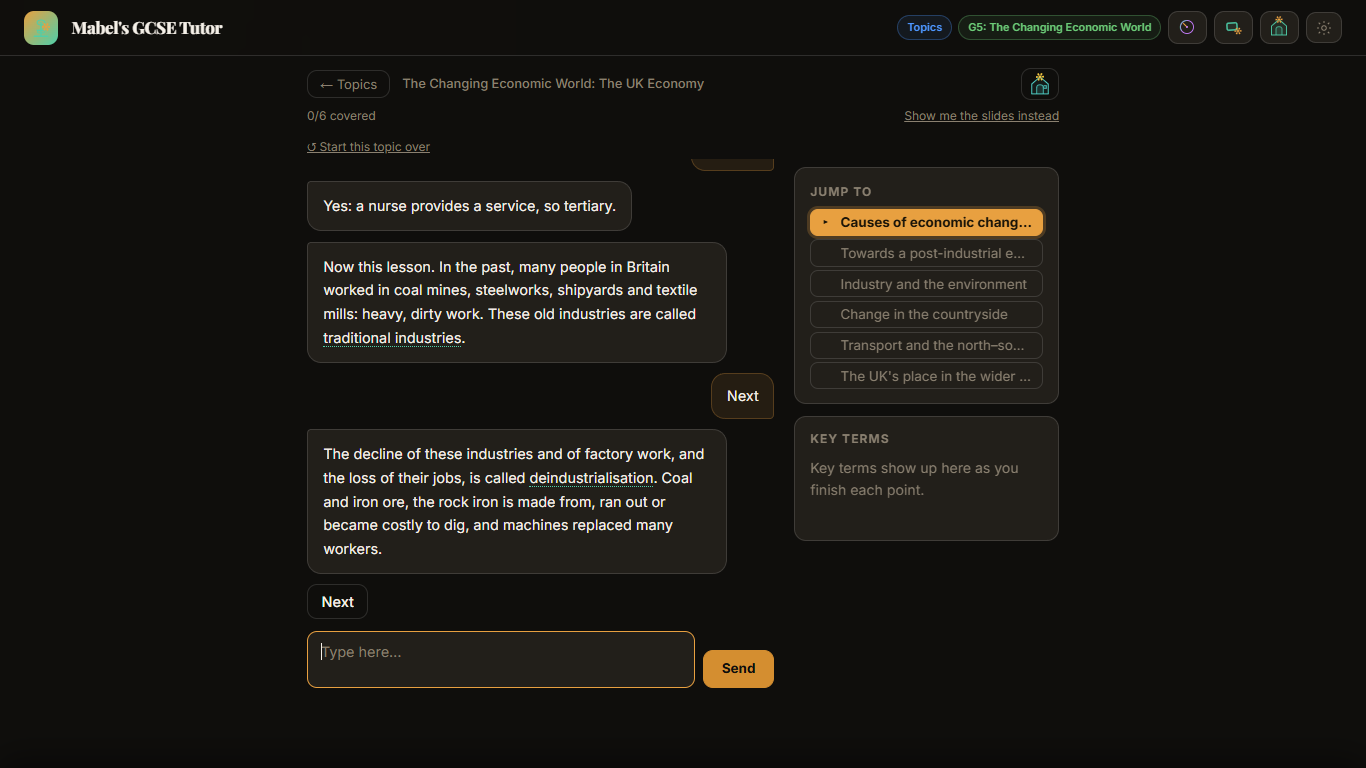 Mabel's GCSE Tutor
Topics
G5: The Changing Economic World
← Topics
The Changing Economic World: The UK Economy
0/6 covered
Show me the slides instead
↺ Start this topic over
Yes: a nurse provides a service, so tertiary.
Now this lesson. In the past, many people in Britain
worked in coal mines, steelworks, shipyards and textile
mills: heavy, dirty work. These old industries are called
traditional industries.
Next
The decline of these industries and of factory work, and
the loss of their jobs, is called deindustrialisation. Coal
and iron ore, the rock iron is made from, ran out or
became costly to dig, and machines replaced many
workers.
Next
Type here...
Send
JUMP TO
Causes of economic chang...
Towards a post-industrial e...
Industry and the environment
Change in the countryside
Transport and the north–so...
The UK's place in the wider ...
KEY TERMS
Key terms show up here as you
finish each point.